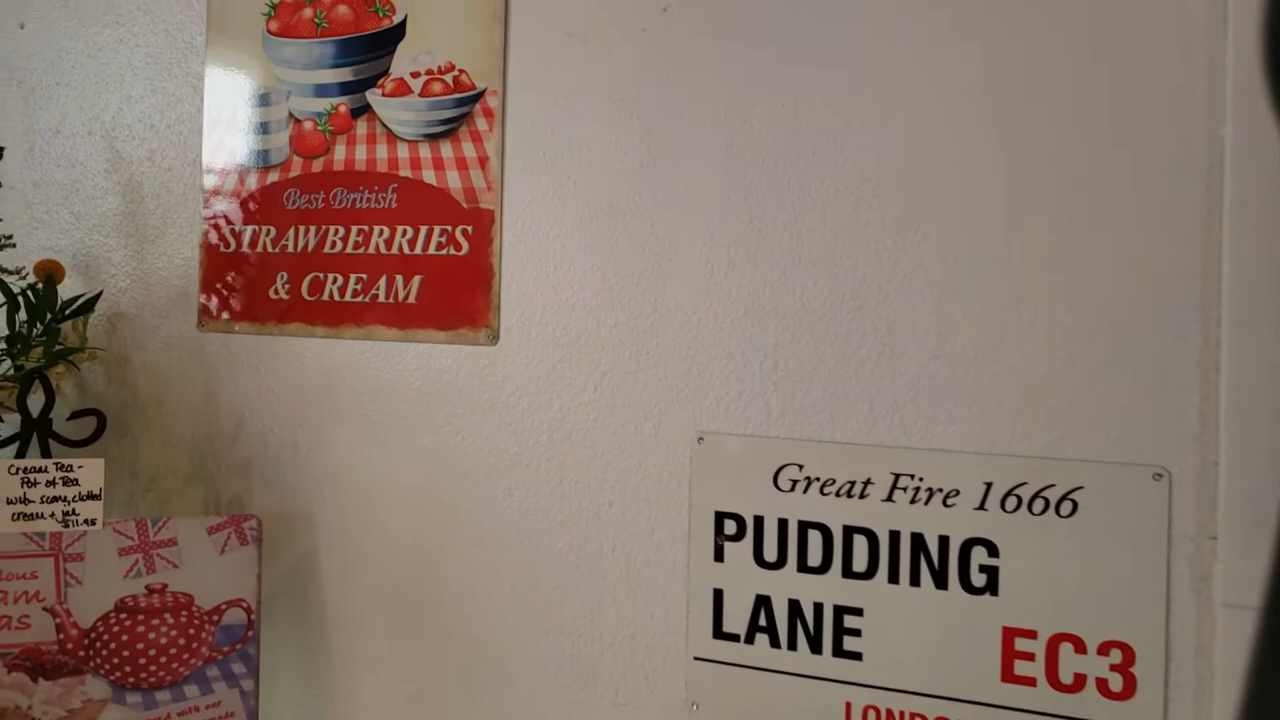 Best British
STRAWBERRIES
& CREAM
Cream Tea -
Pot of Tea
with scone, clotted
cream + jam
$11.95
Great Fire 1666
PUDDING
LANE
EC3